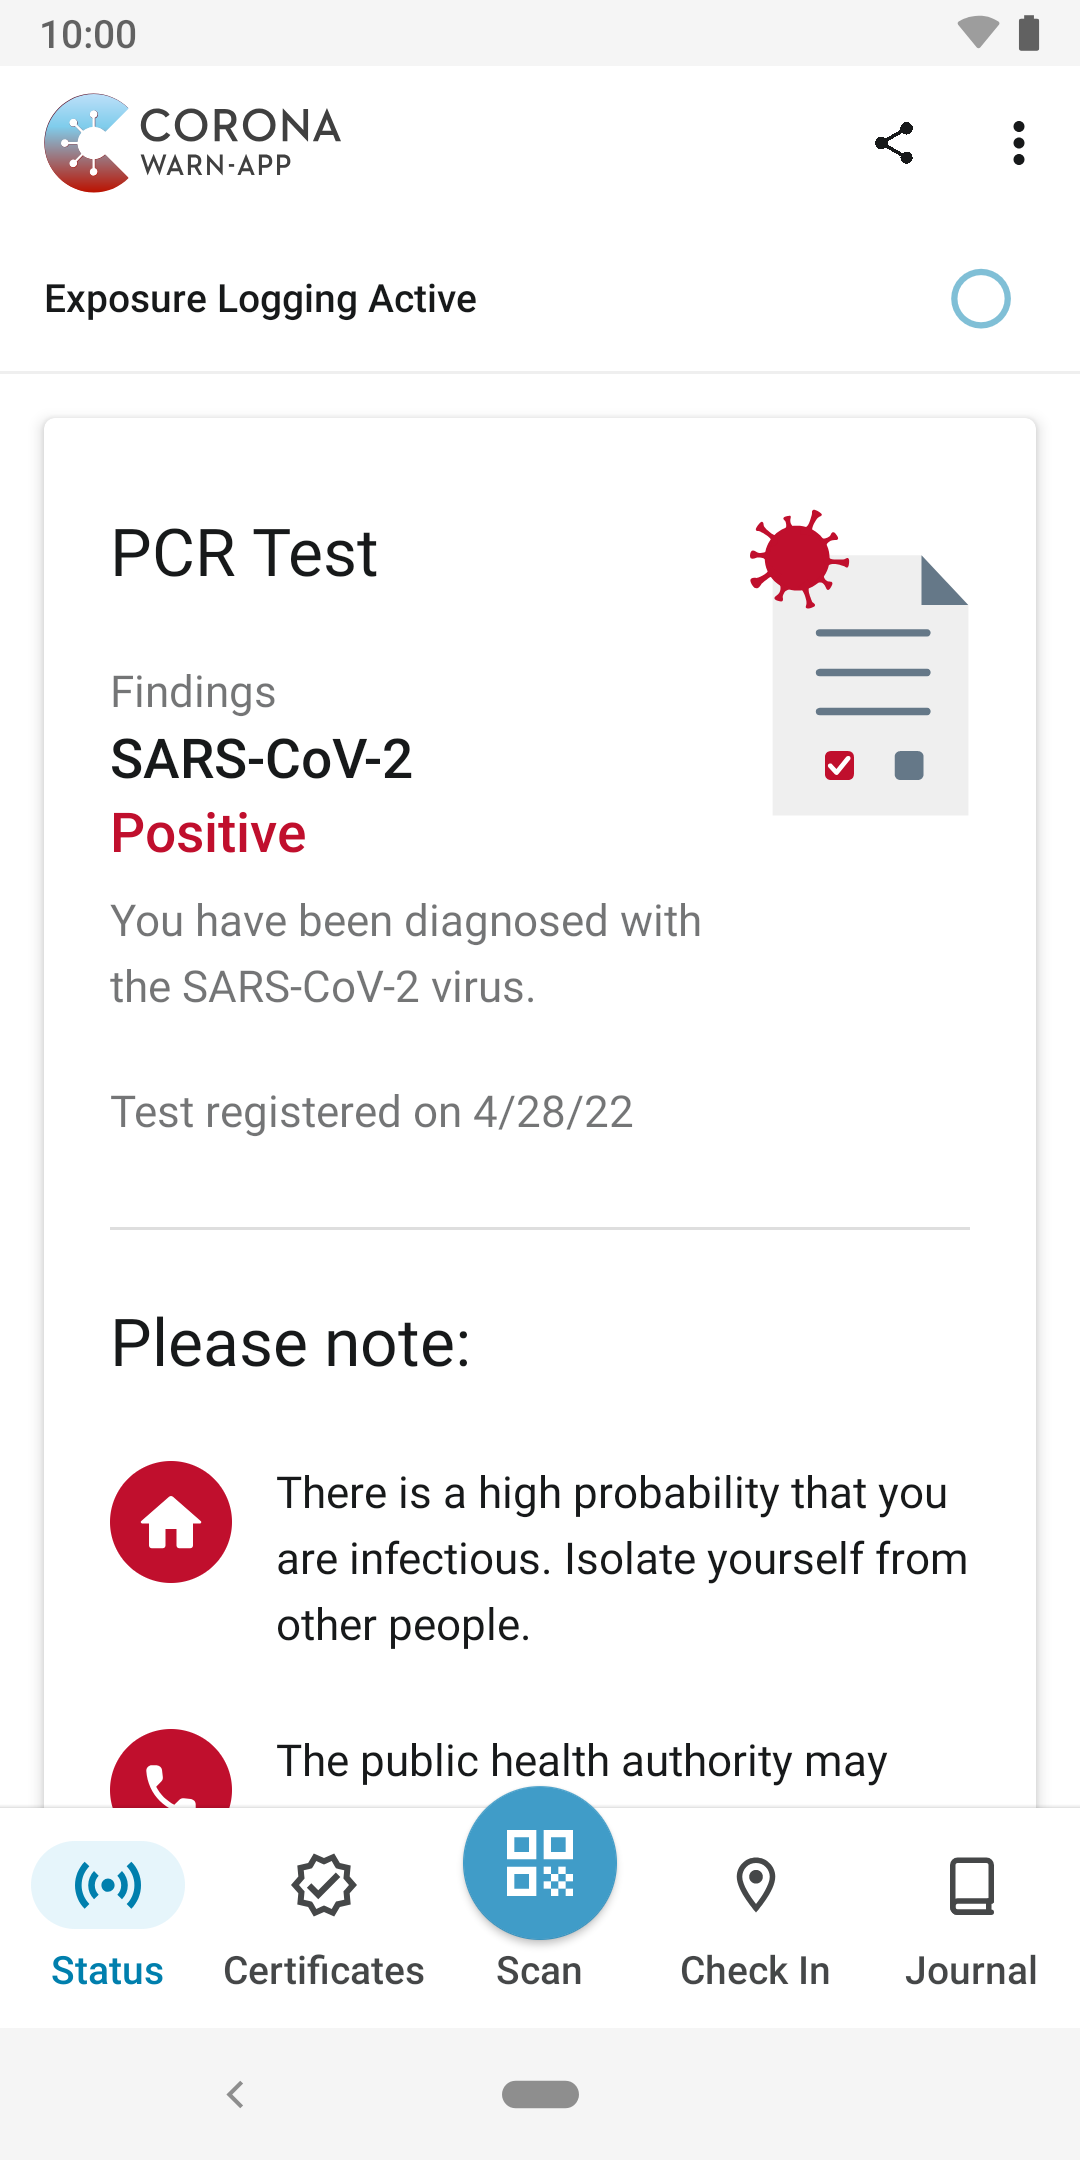 10:00
CORONA
WARN-APP
Exposure Logging Active
PCR Test
Findings
SARS-CoV-2
Positive
You have been diagnosed with
the SARS-CoV-2 virus.
Test registered on 4/28/22
Please note:
There is a high probability that you
are infectious. Isolate yourself from
other people.
The public health authority may
Status
Certificates
Scan
Check In
Journal